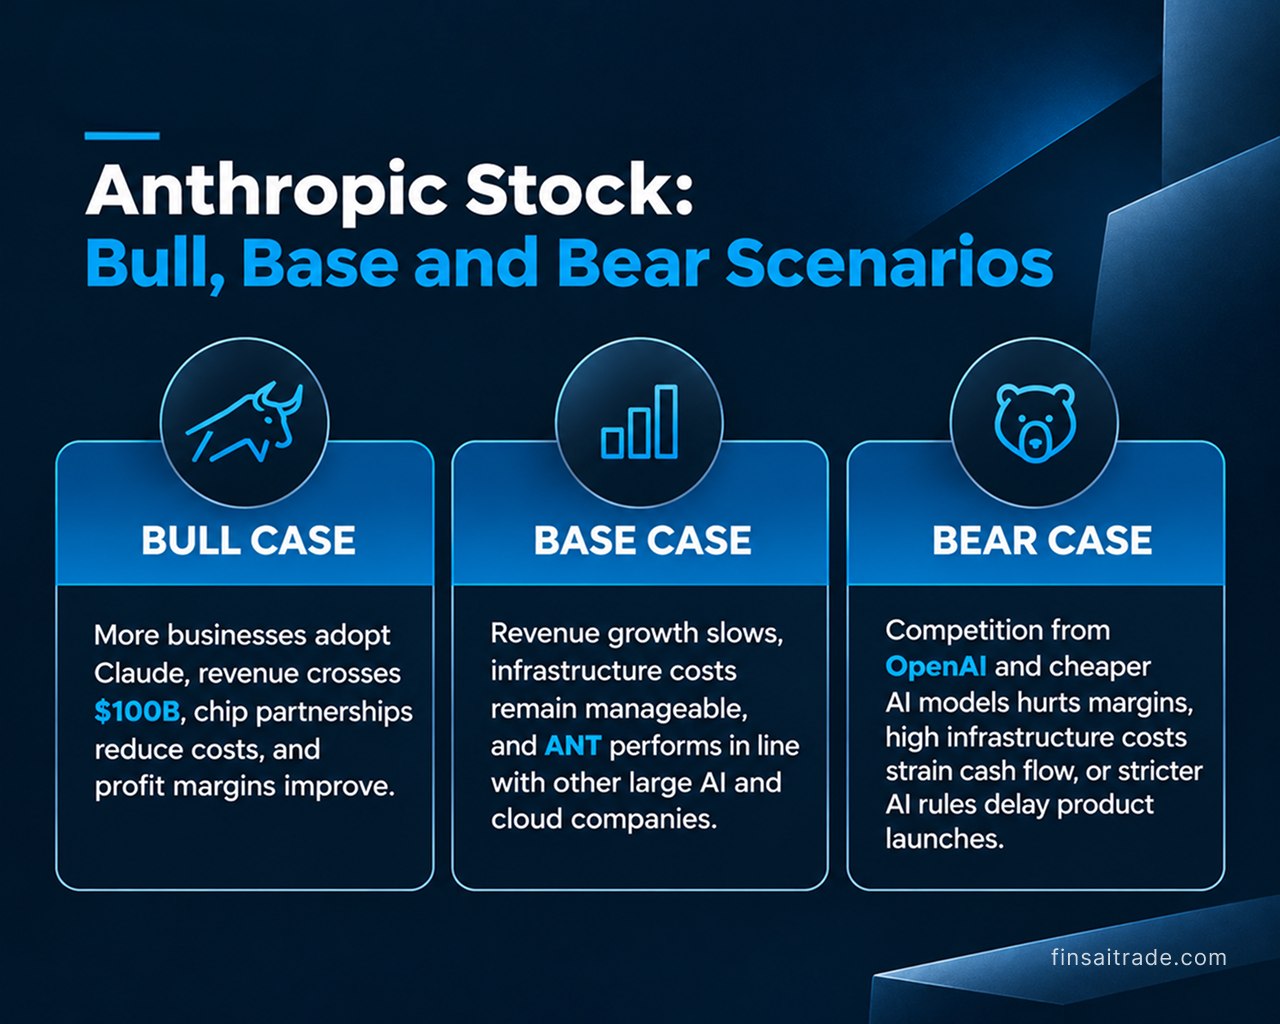 Anthropic Stock:
Bull, Base and Bear Scenarios
BULL CASE
More businesses adopt
Claude, revenue crosses
$100B, chip partnerships
reduce costs, and
profit margins improve.
BASE CASE
Revenue growth slows,
infrastructure costs
remain manageable,
and ANT performs in line
with other large AI and
cloud companies.
BEAR CASE
Competition from
OpenAI and cheaper
AI models hurts margins,
high infrastructure costs
strain cash flow, or stricter
AI rules delay product
launches.
finsaitrade.com